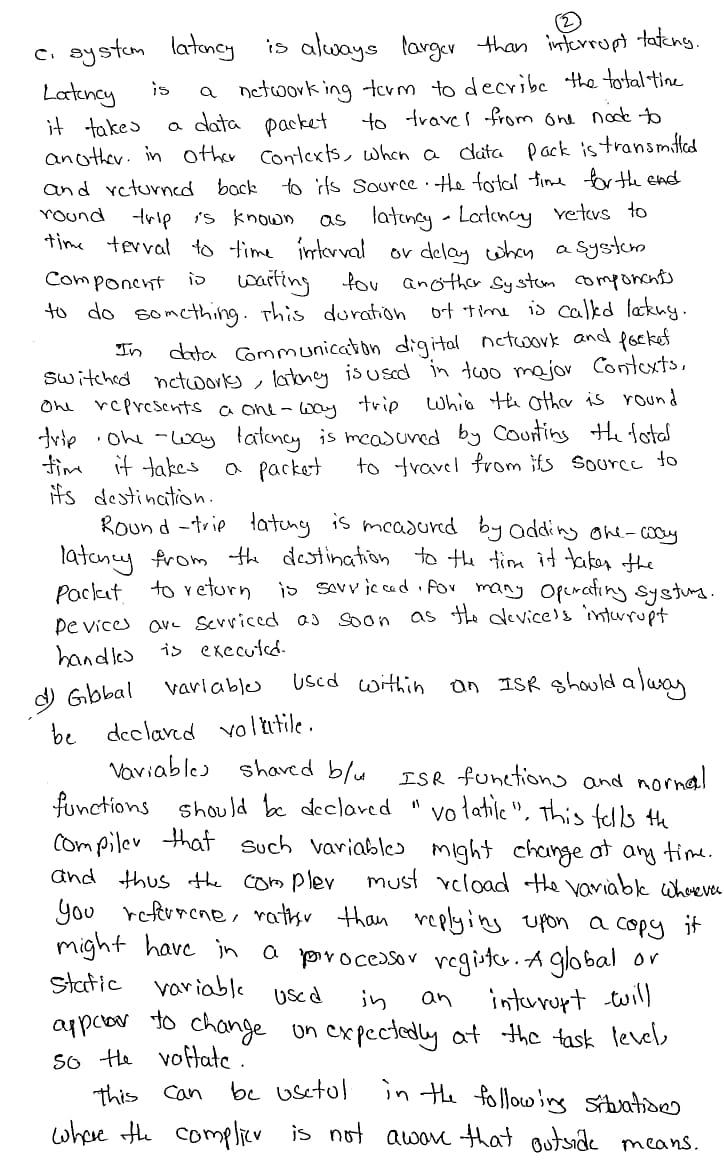 ②
c. system latency is always larger than interrupt latency.
Latency is a networking term to decribe the total time
it takes a data packet to travel from one node to
another. in other contexts, when a data pack is transmitted
and returned back to its source. the total time for the end
round trip is known as latency. Latency refers to
time terval to time interval or delay when a system
component is waiting for another system components
to do something. This duration of time is called latency.
In data communication digital network and packet
switched networks, latency is used in two major contexts,
one represents a one-way trip while the other is round
trip. one-way latency is measured by counting the total
time it takes a packet to travel from its source to
its destination.
Round-trip latency is measured by adding one-way
latency from the destination to the time it takes the
packet to return is serviced. for many operating systems.
Devices are serviced as soon as the device's interrupt
handles is executed.
d) Global variables used within an ISR should alway
be declared volatile.
Variables shared b/w ISR functions and normal
functions should be declared "volatile". This tells the
compiler that such variables might change at any time.
and thus the compler must reload the variable whenever
you reference, rather than replying upon a copy it
might have in a processor register. A global or
static variable used in an interrupt will
appear to change unexpectedly at the task level,
so the voltate.
This can be useful in the following situations
where the complier is not aware that outside means.